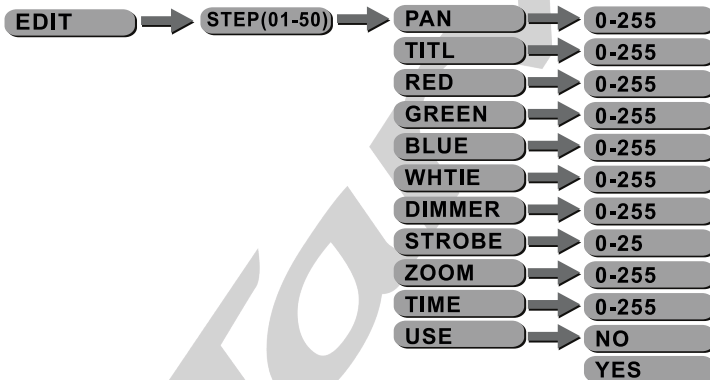 EDIT STEP(01-50) PAN 0-255
TITL 0-255
RED 0-255
GREEN 0-255
BLUE 0-255
WHTIE 0-255
DIMMER 0-255
STROBE 0-25
ZOOM 0-255
TIME 0-255
USE NO
YES